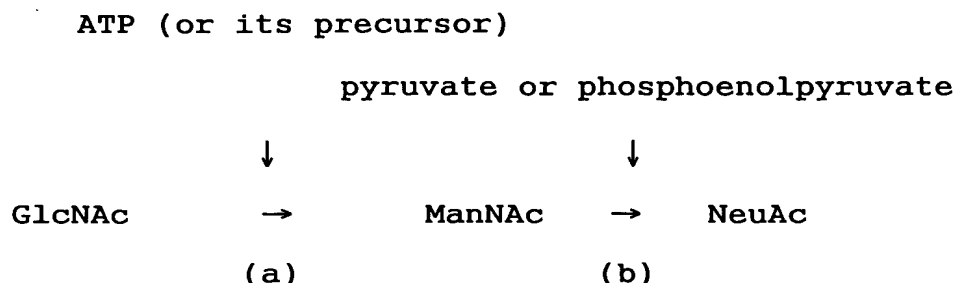 ATP (or its precursor)
pyruvate or phosphoenolpyruvate
↓ ↓
GlcNAc → ManNAc → NeuAc
(a) (b)